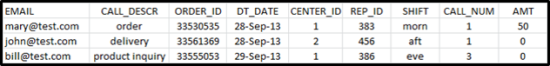 EMAIL CALL_DESCR ORDER_ID DT_DATE CENTER_ID REP_ID SHIFT CALL_NUM AMT
mary@test.com order 33530535 28-Sep-13 1 383 morn 1 50
john@test.com delivery 33561369 28-Sep-13 2 456 aft 1 0
bill@test.com product inquiry 33555053 29-Sep-13 1 386 eve 3 0